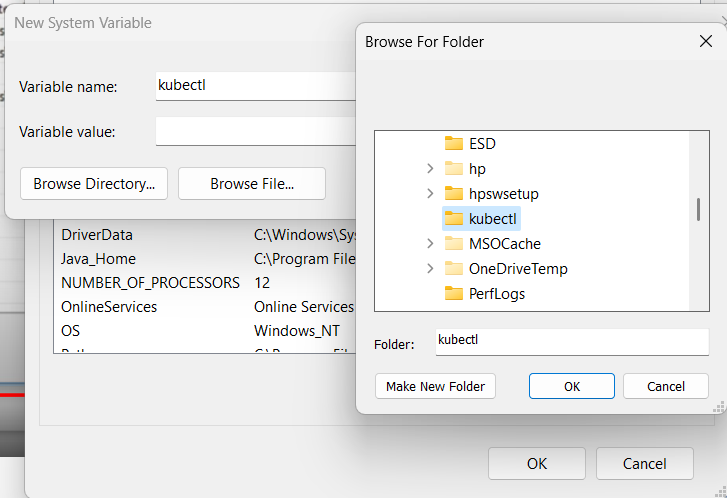 New System Variable
Variable name: kubectl
Variable value:
Browse Directory... Browse File...
DriverData C:\Windows\Sys
Java_Home C:\Program File
NUMBER_OF_PROCESSORS 12
OnlineServices Online Services
OS Windows_NT
Browse For Folder
ESD
hp
hpswsetup
kubectl
MSOCache
OneDriveTemp
PerfLogs
Folder: kubectl
Make New Folder OK Cancel
OK Cancel